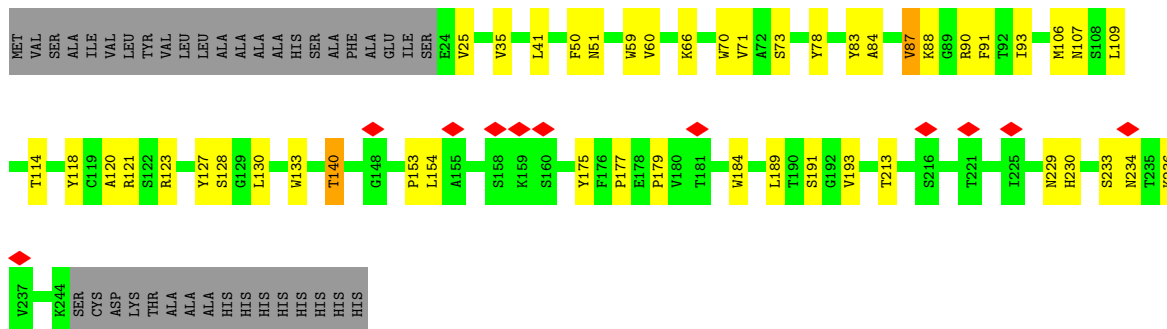 MET VAL SER ALA ILE VAL LEU TYR VAL LEU LEU ALA ALA ALA ALA HIS SER ALA PHE ALA GLU ILE SER E24 V25 V35 L41 F50 N51 W59 V60 K66 W70 V71 A72 S73 Y78 Y83 A84 V87 K88 G89 R90 F91 T92 I93 M106 N107 S108 L109
T114 Y118 C119 A120 R121 S122 R123 Y127 S128 G129 L130 W133 T140 G148 P153 L154 A155 S158 K159 S160 Y175 F176 P177 E178 P179 V180 T181 W184 L189 T190 S191 G192 V193 T213 S216 T221 I225 N229 H230 S233 N234 T235 K236
V237 K244 SER CYS ASP LYS THR ALA ALA ALA HIS HIS HIS HIS HIS HIS HIS HIS